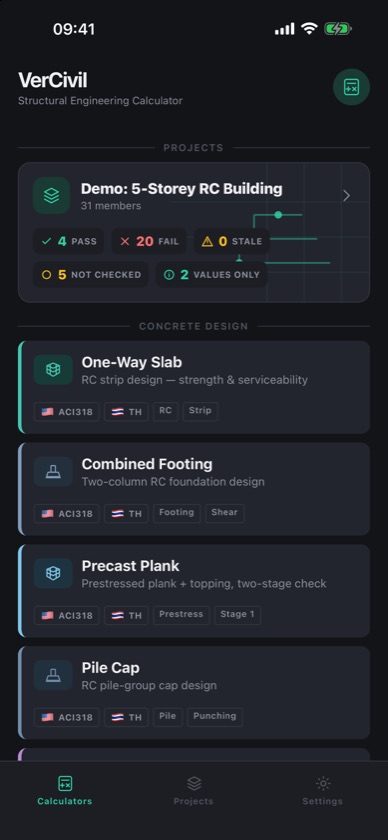 09:41
VerCivil
Structural Engineering Calculator
PROJECTS
Demo: 5-Storey RC Building
31 members
4 PASS
20 FAIL
0 STALE
5 NOT CHECKED
2 VALUES ONLY
CONCRETE DESIGN
One-Way Slab
RC strip design — strength & serviceability
ACI318 TH RC Strip
Combined Footing
Two-column RC foundation design
ACI318 TH Footing Shear
Precast Plank
Prestressed plank + topping, two-stage check
ACI318 TH Prestress Stage 1
Pile Cap
RC pile-group cap design
ACI318 TH Pile Punching
Calculators Projects Settings